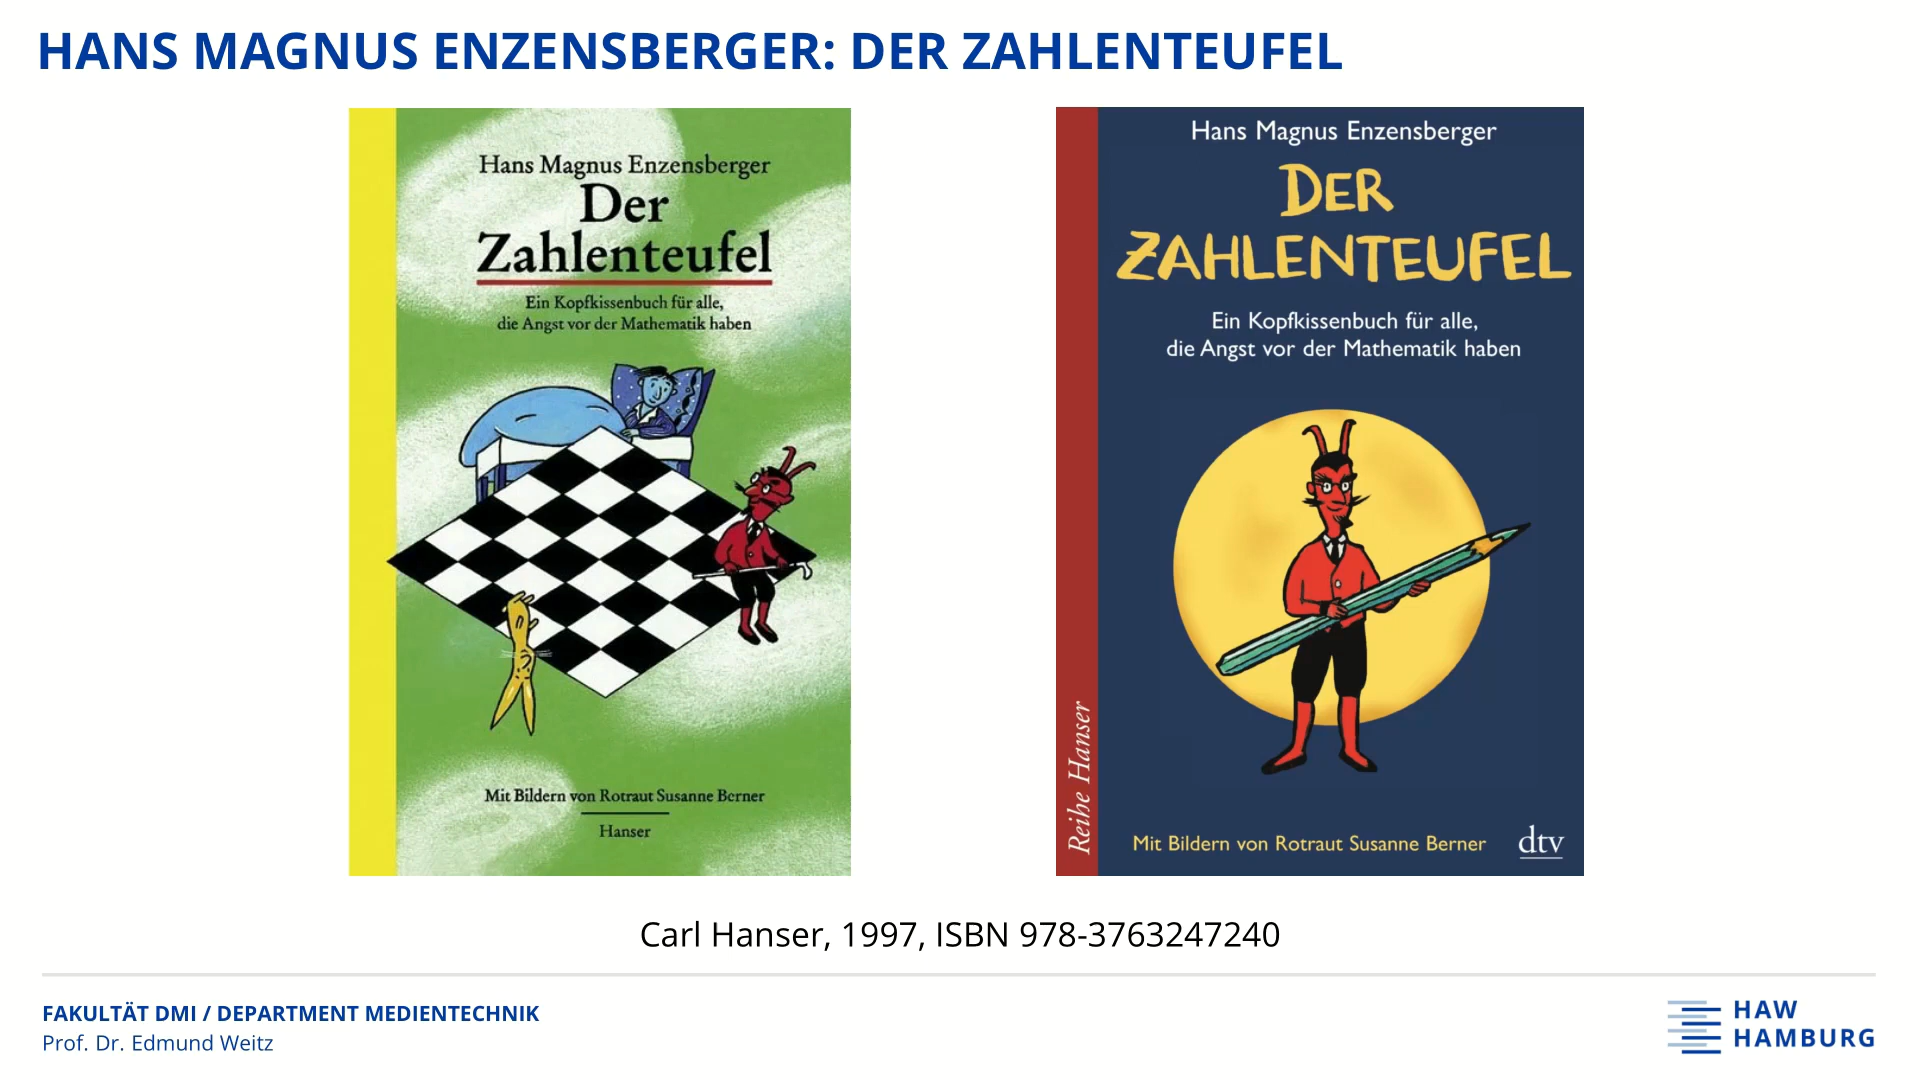 HANS MAGNUS ENZENSBERGER: DER ZAHLENTEUFEL
Hans Magnus Enzensberger
Der
Zahlenteufel
Ein Kopfkissenbuch für alle,
die Angst vor der Mathematik haben
Mit Bildern von Rotraut Susanne Berner
Hanser
Hans Magnus Enzensberger
DER
ZAHLENTEUFEL
Ein Kopfkissenbuch für alle,
die Angst vor der Mathematik haben
Reihe Hanser
Mit Bildern von Rotraut Susanne Berner
dtv
Carl Hanser, 1997, ISBN 978-3763247240
FAKULTÄT DMI / DEPARTMENT MEDIENTECHNIK
Prof. Dr. Edmund Weitz
HAW
HAMBURG